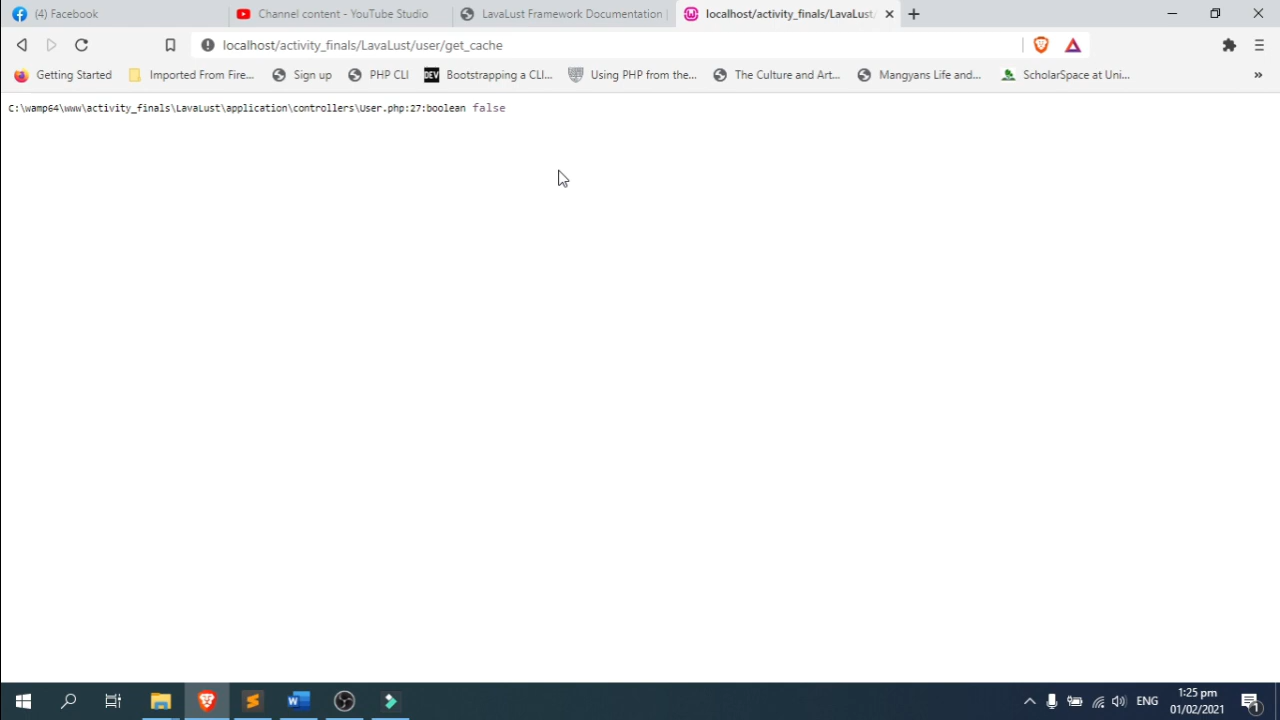 (4) Facebook
Channel content - YouTube Studio
LavaLust Framework Documentation
localhost/activity_finals/LavaLust/
localhost/activity_finals/LavaLust/user/get_cache
Getting Started
Imported From Fire...
Sign up
PHP CLI
DEV
Bootstrapping a CLI...
Using PHP from the...
The Culture and Art...
Mangyans Life and...
ScholarSpace at Uni...
»
C:\wamp64\www\activity_finals\LavaLust\application\controllers\User.php:27:boolean false
ENG
1:25 pm
01/02/2021
1